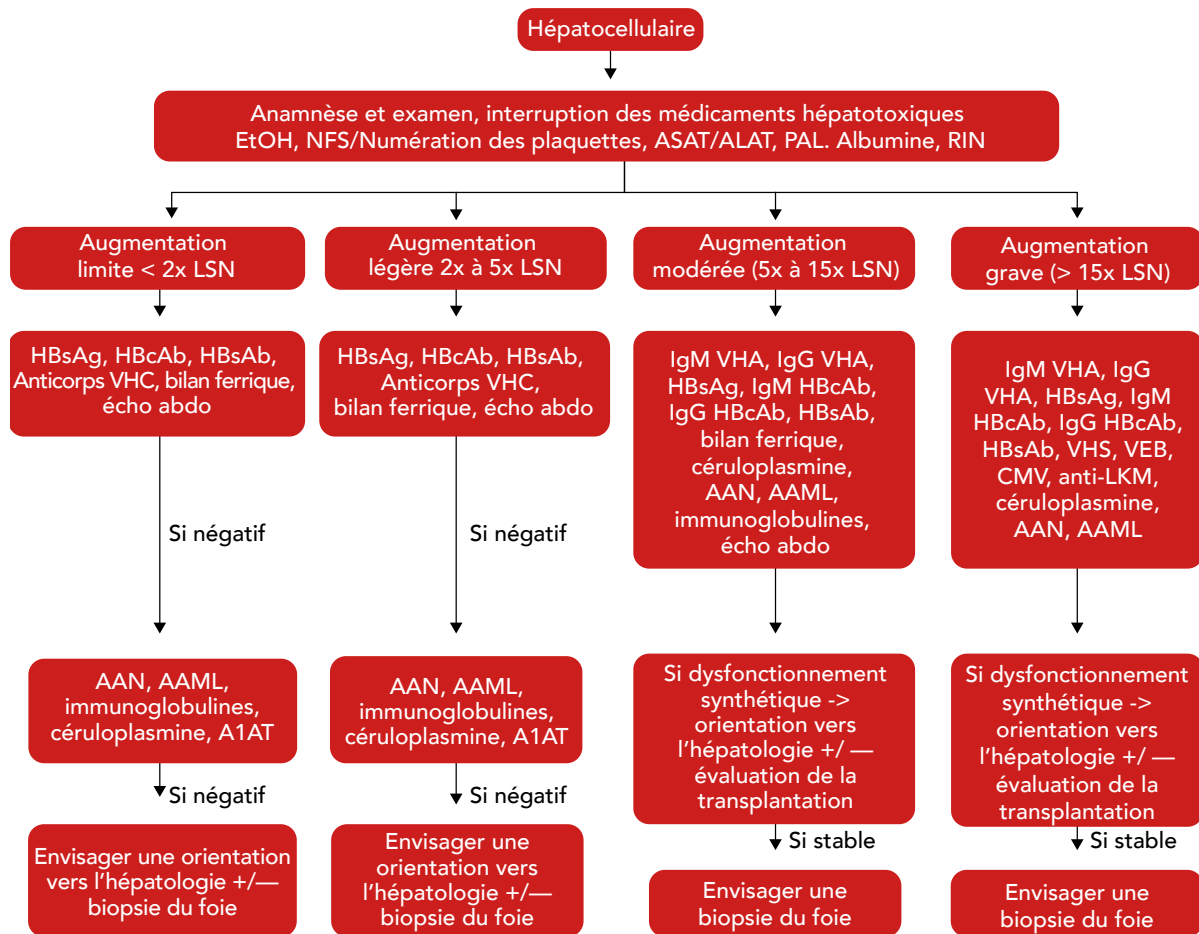 Hépatocellulaire
Anamnèse et examen, interruption des médicaments hépatotoxiques
EtOH, NFS/Numération des plaquettes, ASAT/ALAT, PAL. Albumine, RIN
Augmentation
limite < 2x LSN
Augmentation
légère 2x à 5x LSN
Augmentation
modérée (5x à 15x LSN)
Augmentation
grave (> 15x LSN)
HBsAg, HBcAb, HBsAb,
Anticorps VHC, bilan ferrique,
écho abdo
HBsAg, HBcAb, HBsAb,
Anticorps VHC,
bilan ferrique, écho abdo
IgM VHA, IgG VHA,
HBsAg, IgM HBcAb,
IgG HBcAb, HBsAb,
bilan ferrique,
céruloplasmine,
AAN, AAML,
immunoglobulines,
écho abdo
IgM VHA, IgG
VHA, HBsAg, IgM
HBcAb, IgG HBcAb,
HBsAb, VHS, VEB,
CMV, anti-LKM,
céruloplasmine,
AAN, AAML
Si négatif
Si négatif
AAN, AAML,
immunoglobulines,
céruloplasmine, A1AT
AAN, AAML,
immunoglobulines,
céruloplasmine, A1AT
Si dysfonctionnement
synthétique ->
orientation vers
l'hépatologie +/ —
évaluation de la
transplantation
Si dysfonctionnement
synthétique ->
orientation vers
l'hépatologie +/ —
évaluation de la
transplantation
Si négatif
Si négatif
Si stable
Si stable
Envisager une orientation
vers l'hépatologie +/—
biopsie du foie
Envisager une
orientation vers
l'hépatologie +/—
biopsie du foie
Envisager une
biopsie du foie
Envisager une
biopsie du foie